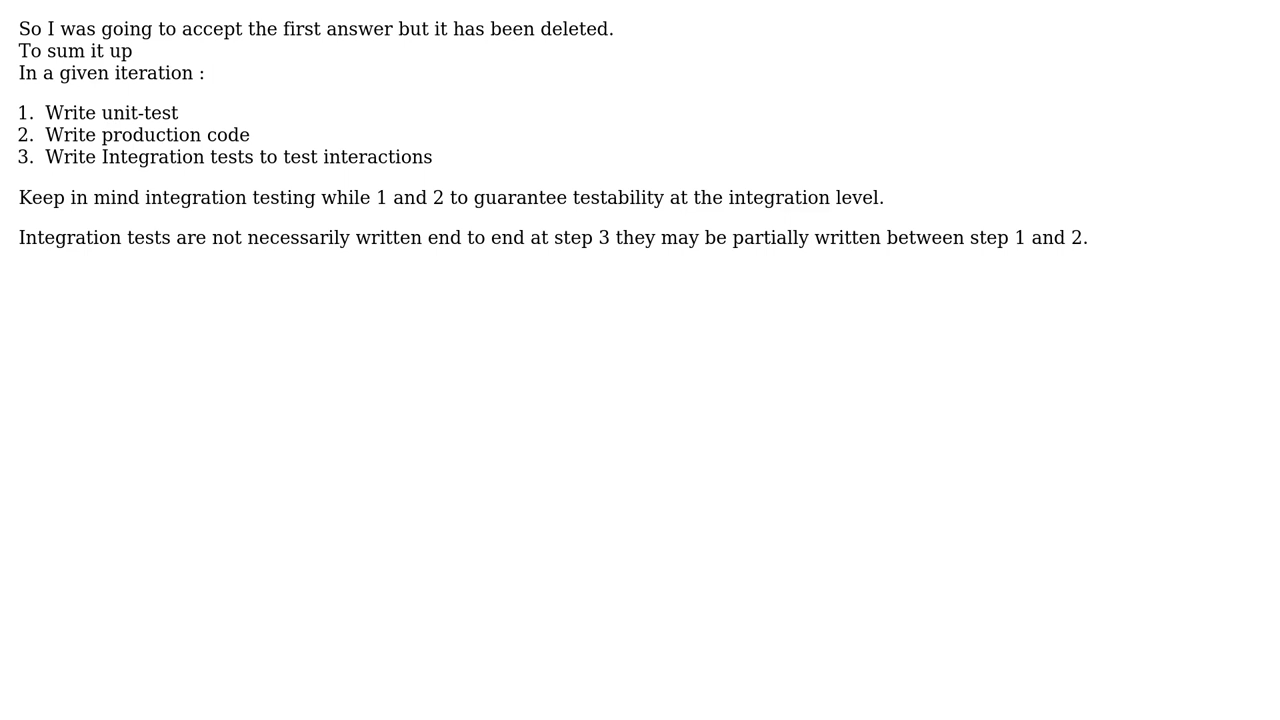 So I was going to accept the first answer but it has been deleted.
To sum it up
In a given iteration :
1. Write unit-test
2. Write production code
3. Write Integration tests to test interactions
Keep in mind integration testing while 1 and 2 to guarantee testability at the integration level.
Integration tests are not necessarily written end to end at step 3 they may be partially written between step 1 and 2.